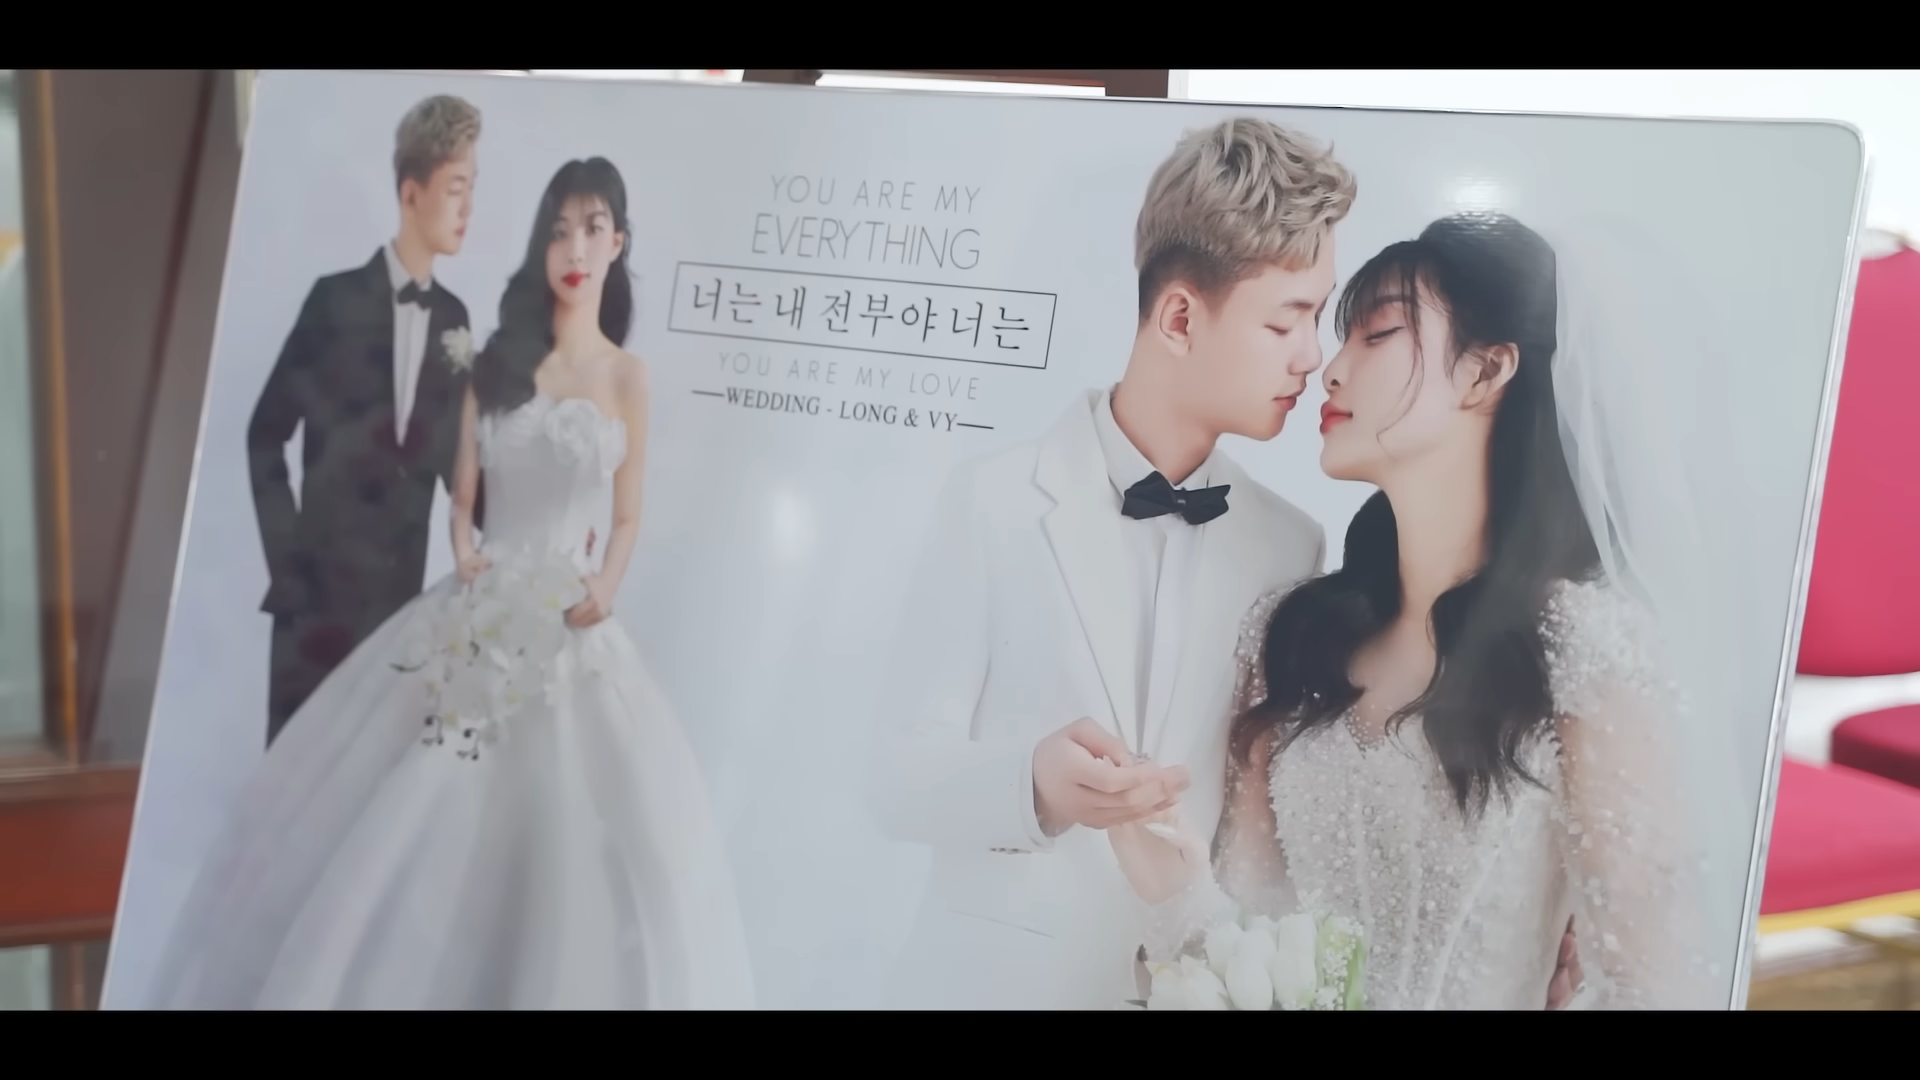 YOU ARE MY
EVERYTHING
너는 내 전부야 너는
YOU ARE MY LOVE
WEDDING - LONG & VY